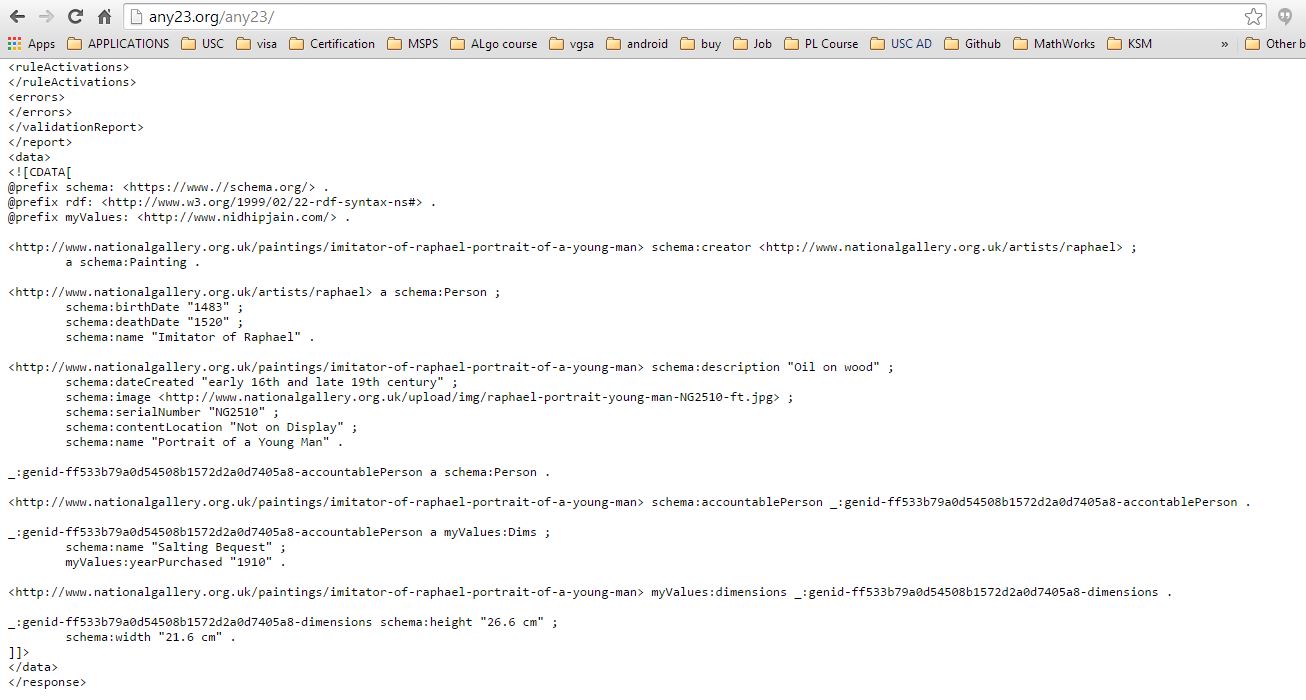 any23.org/any23/
Apps APPLICATIONS USC visa Certification MSPS ALgo course vgsa android buy Job PL Course USC AD Github MathWorks KSM » Other b
<ruleActivations>
</ruleActivations>
<errors>
</errors>
</validationReport>
</report>
<data>
<![CDATA[
@prefix schema: <https://www.//schema.org/> .
@prefix rdf: <http://www.w3.org/1999/02/22-rdf-syntax-ns#> .
@prefix myValues: <http://www.nidhipjain.com/> .
<http://www.nationalgallery.org.uk/paintings/imitator-of-raphael-portrait-of-a-young-man> schema:creator <http://www.nationalgallery.org.uk/artists/raphael> ;
a schema:Painting .
<http://www.nationalgallery.org.uk/artists/raphael> a schema:Person ;
schema:birthDate "1483" ;
schema:deathDate "1520" ;
schema:name "Imitator of Raphael" .
<http://www.nationalgallery.org.uk/paintings/imitator-of-raphael-portrait-of-a-young-man> schema:description "Oil on wood" ;
schema:dateCreated "early 16th and late 19th century" ;
schema:image <http://www.nationalgallery.org.uk/upload/img/raphael-portrait-young-man-NG2510-ft.jpg> ;
schema:serialNumber "NG2510" ;
schema:contentLocation "Not on Display" ;
schema:name "Portrait of a Young Man" .
_:genid-ff533b79a0d54508b1572d2a0d7405a8-accountablePerson a schema:Person .
<http://www.nationalgallery.org.uk/paintings/imitator-of-raphael-portrait-of-a-young-man> schema:accountablePerson _:genid-ff533b79a0d54508b1572d2a0d7405a8-accontablePerson .
_:genid-ff533b79a0d54508b1572d2a0d7405a8-accountablePerson a myValues:Dims ;
schema:name "Salting Bequest" ;
myValues:yearPurchased "1910" .
<http://www.nationalgallery.org.uk/paintings/imitator-of-raphael-portrait-of-a-young-man> myValues:dimensions _:genid-ff533b79a0d54508b1572d2a0d7405a8-dimensions .
_:genid-ff533b79a0d54508b1572d2a0d7405a8-dimensions schema:height "26.6 cm" ;
schema:width "21.6 cm" .
]]>
</data>
</response>